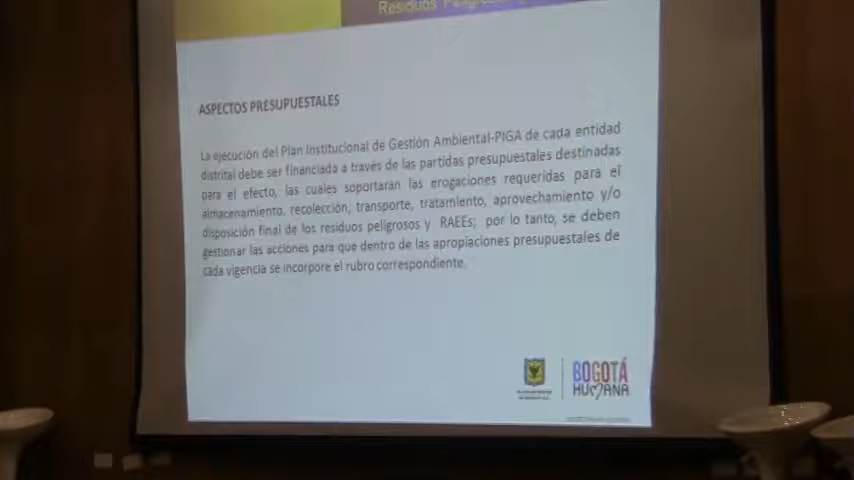 Residuos
ASPECTOS PRESUPUESTALES
La ejecución del Plan Institucional de Gestión Ambiental-PIGA de cada entidad
distrital debe ser financiada a través de las partidas presupuestales destinadas
para el efecto, las cuales soportarán las erogaciones requeridas para el
almacenamiento, recolección, transporte, tratamiento, aprovechamiento y/o
disposición final de los residuos peligrosos y RAEEs; por lo tanto, se deben
gestionar las acciones para que dentro de las apropiaciones presupuestales de
cada vigencia se incorpore el rubro correspondiente.
BOGOTÁ
HUMANA